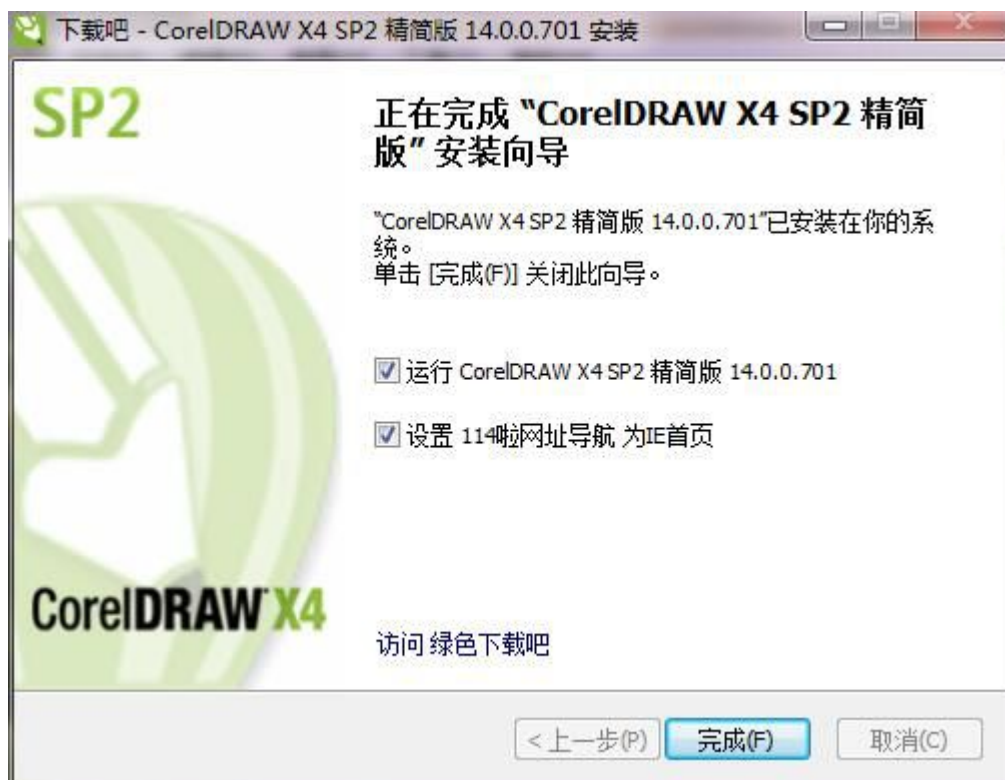 下载吧 - CorelDRAW X4 SP2 精简版 14.0.0.701 安装
SP2
正在完成 “CorelDRAW X4 SP2 精简
版” 安装向导
“CorelDRAW X4 SP2 精简版 14.0.0.701”已安装在你的系
统。
单击 [完成(F)] 关闭此向导。
运行 CorelDRAW X4 SP2 精简版 14.0.0.701
设置 114啦网址导航 为IE首页
CorelDRAW X4
访问 绿色下载吧
< 上一步(P)
完成(F)
取消(C)